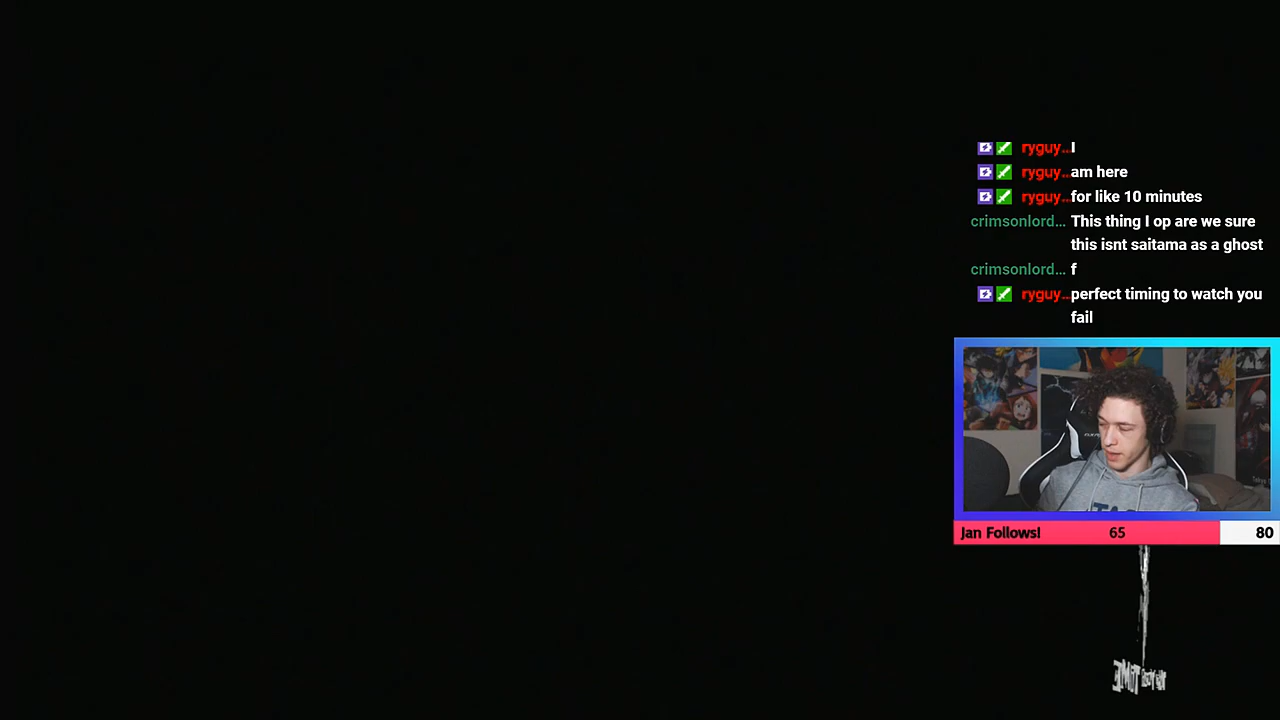 ryguy… I
ryguy… am here
ryguy… for like 10 minutes
crimsonlord… This thing I op are we sure
this isnt saitama as a ghost
crimsonlord… f
ryguy… perfect timing to watch you
fail
Jan Follows! 65 80